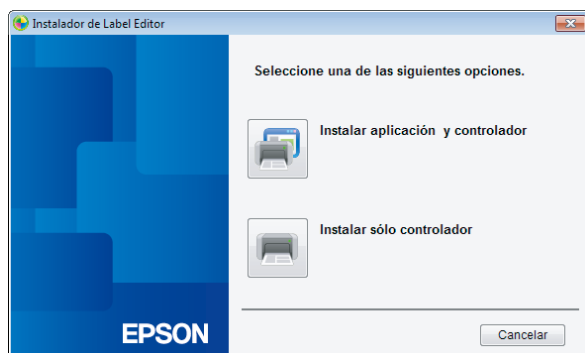 Instalador de Label Editor
Seleccione una de las siguientes opciones.
Instalar aplicación y controlador
Instalar sólo controlador
EPSON
Cancelar